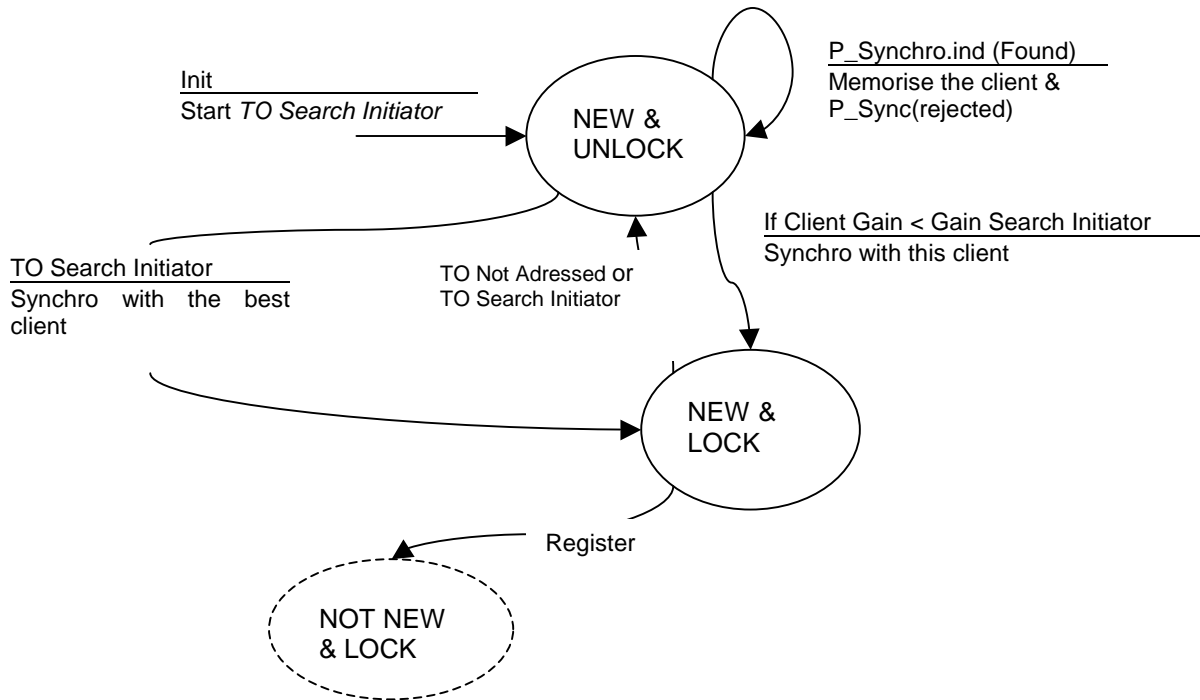 P_Synchro.ind (Found)
Memorise the client &
P_Sync(rejected)
Init
Start TO Search Initiator
NEW &
UNLOCK
If Client Gain < Gain Search Initiator
Synchro with this client
TO Search Initiator
Synchro with the best
client
TO Not Adressed or
TO Search Initiator
NEW &
LOCK
Register
NOT NEW
& LOCK